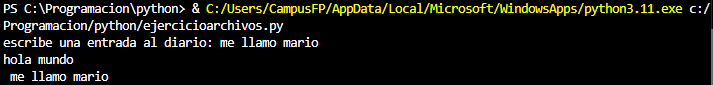 PS C:\Programacion\python> & C:/Users/CampusFP/AppData/Local/Microsoft/WindowsApps/python3.11.exe c:/
Programacion/python/ejercicioarchivos.py
escribe una entrada al diario: me llamo mario
hola mundo
 me llamo mario